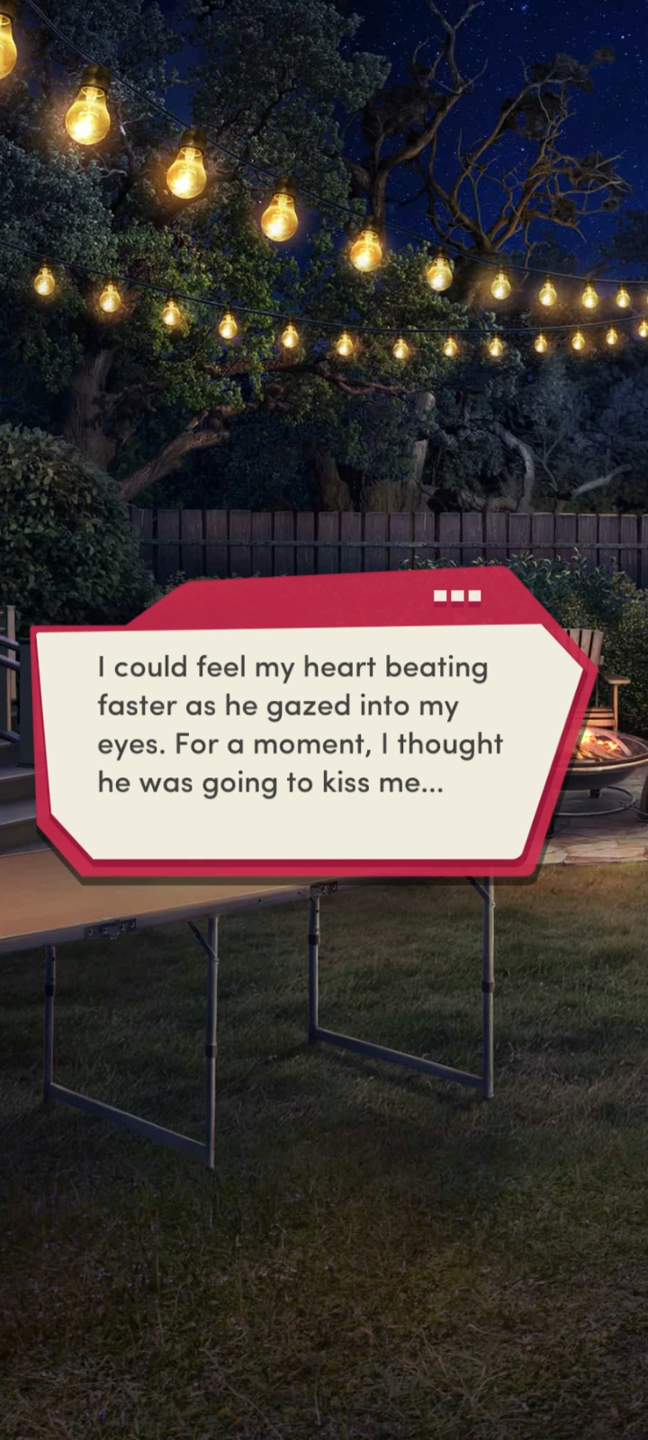 I could feel my heart beating
faster as he gazed into my
eyes. For a moment, I thought
he was going to kiss me...